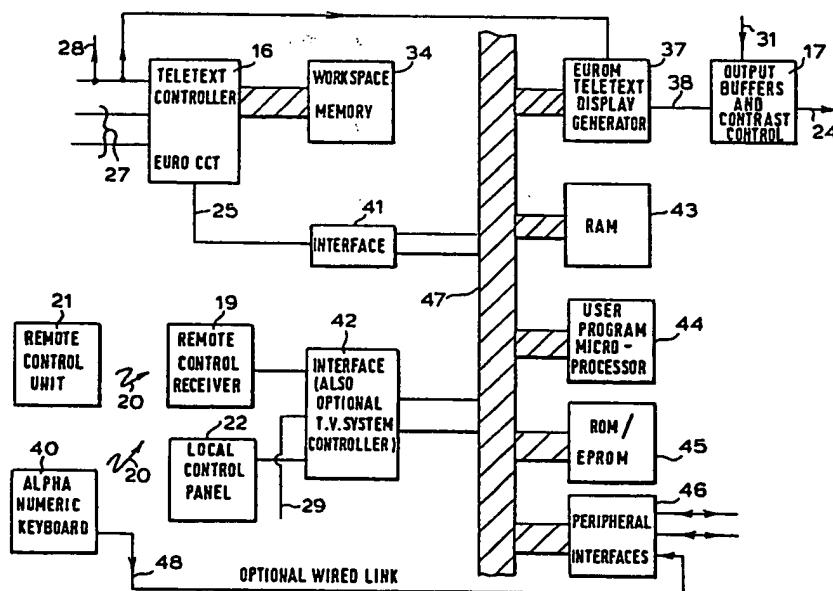 28
TELETEXT
CONTROLLER
EURO CCT
16
27
25
WORKSPACE
MEMORY
34
EUROM
TELETEXT
DISPLAY
GENERATOR
37
38
31
OUTPUT
BUFFERS
AND
CONTRAST
CONTROL
17
24
41
INTERFACE
47
RAM
43
21
REMOTE
CONTROL
UNIT
20
19
REMOTE
CONTROL
RECEIVER
42
INTERFACE
(ALSO
OPTIONAL
T.V. SYSTEM
CONTROLLER)
USER
PROGRAM
MICRO-
PROCESSOR
44
40
ALPHA
NUMERIC
KEYBOARD
20
22
LOCAL
CONTROL
PANEL
29
ROM/
EPROM
45
46
PERIPHERAL
INTERFACES
48
OPTIONAL WIRED LINK